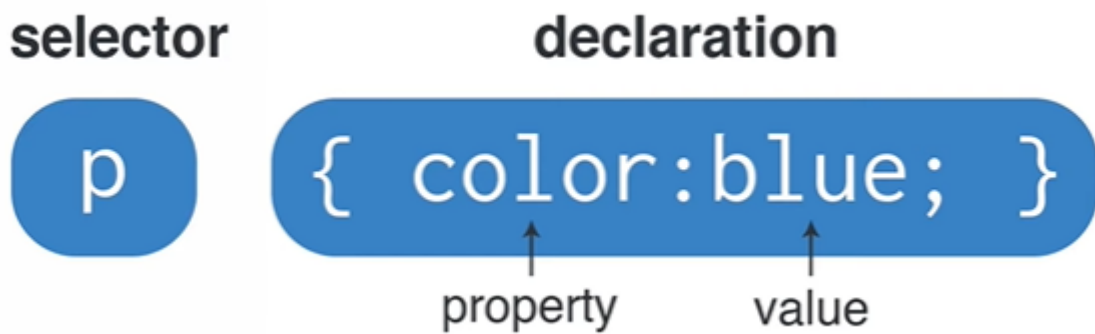 selector declaration
p { color:blue; }
property value